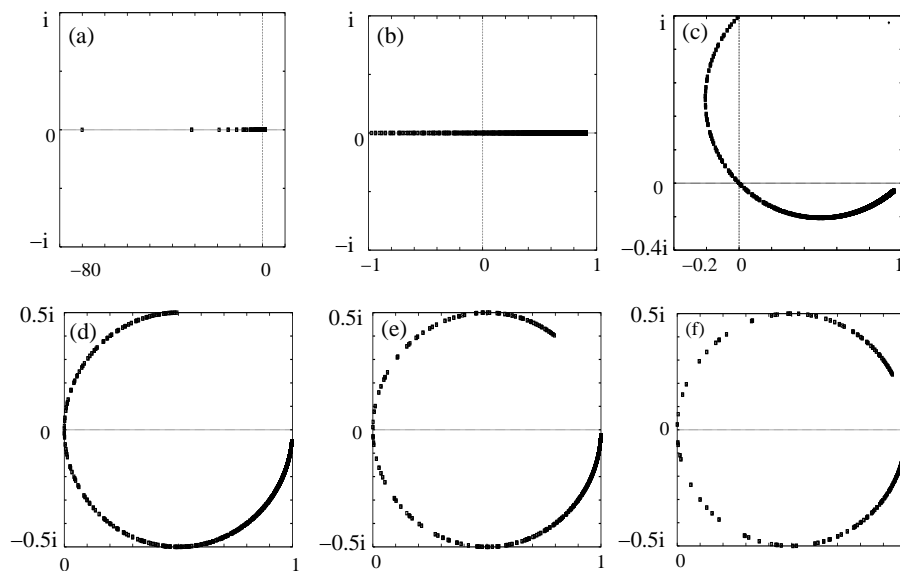 i (a) 0 −i −80 0
i (b) 0 −i −1 0 1
i (c) 0 −0.4i −0.2 0 1
0.5i (d) 0 −0.5i 0 1
0.5i (e) 0 −0.5i 0 1
0.5i (f) 0 −0.5i 0 1